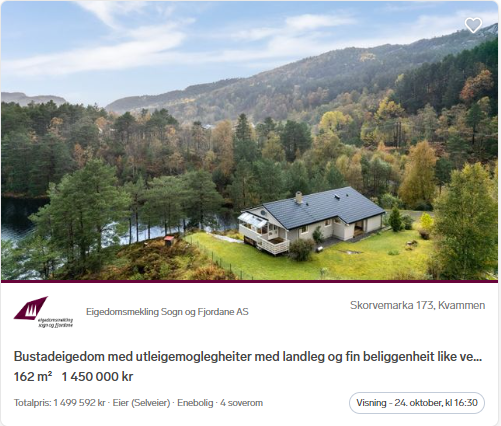 eigedomsmekling
sogn og fjordane
Eigedomsmekling Sogn og Fjordane AS
Skorvemarka 173, Kvammen
Bustadeigedom med utleigemoglegheiter med landleg og fin beliggenheit like ve...
162 m² 1 450 000 kr
Totalpris: 1 499 592 kr · Eier (Selveier) · Enebolig · 4 soverom
Visning - 24. oktober, kl 16:30